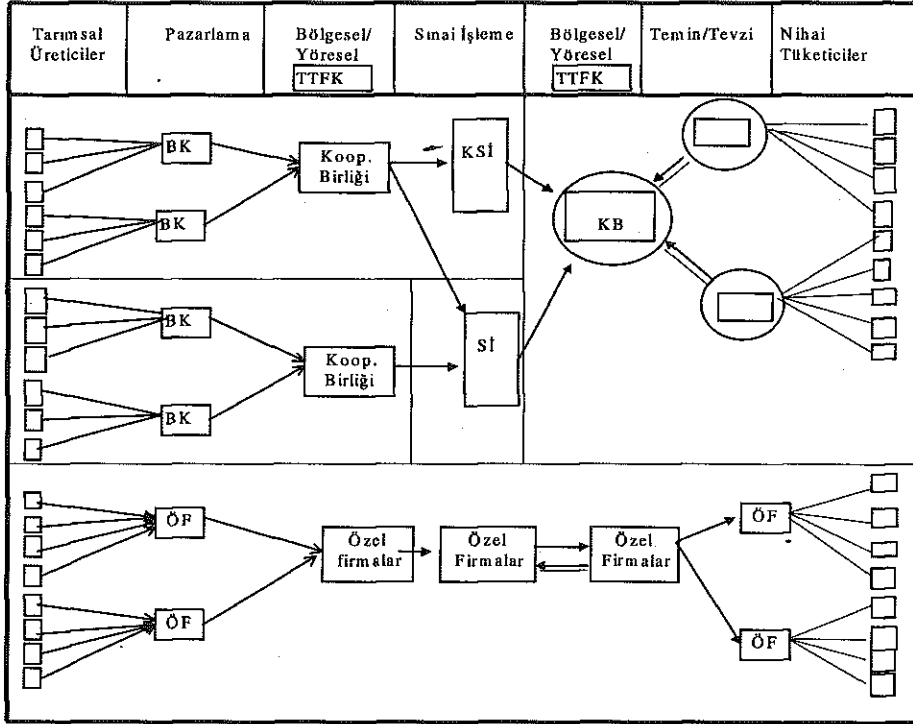 Tarımsal
Üreticiler
Pazarlama
Bölgesel/
Yöresel
TTFK
Sınai İşleme
Bölgesel/
Yöresel
TTFK
Temin/Tevzi
Nihai
Tüketiciler
BK
BK
Koop.
Birliği
KSİ
KB
BK
BK
Koop.
Birliği
Sİ
ÖF
ÖF
Özel
firmalar
Özel
Firmalar
Özel
Firmalar
ÖF
ÖF